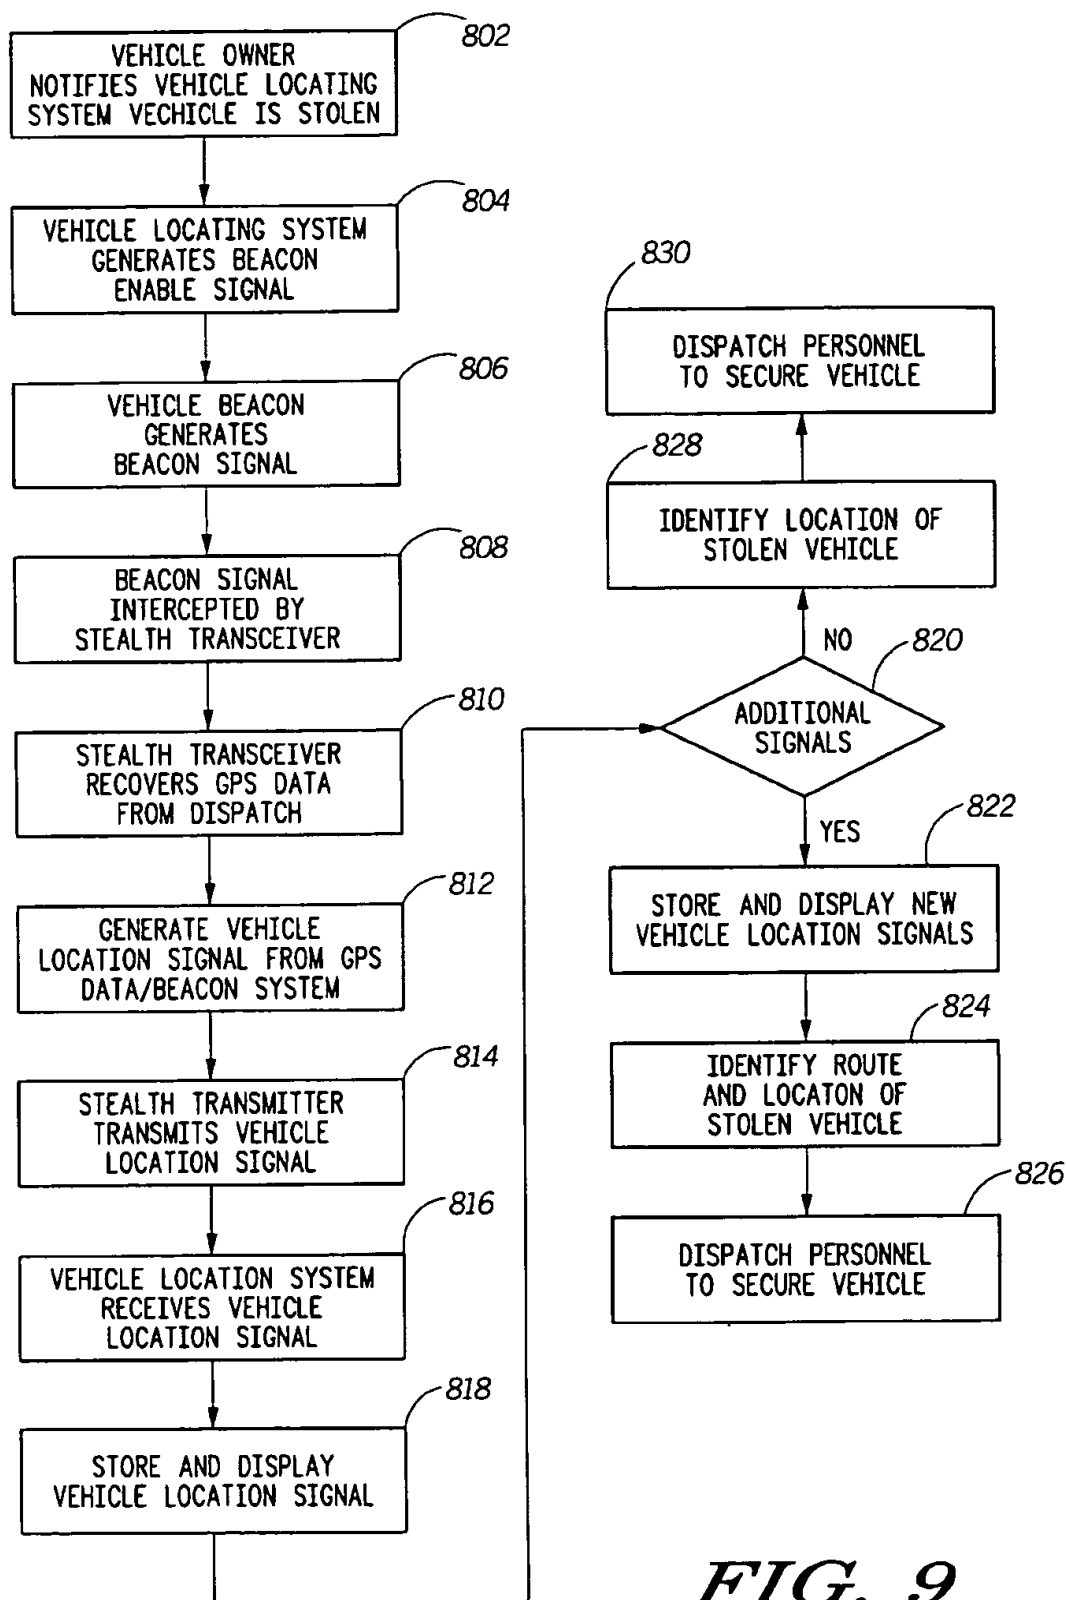 802
VEHICLE OWNER
NOTIFIES VEHICLE LOCATING
SYSTEM VECHICLE IS STOLEN
804
VEHICLE LOCATING SYSTEM
GENERATES BEACON
ENABLE SIGNAL
806
VEHICLE BEACON
GENERATES
BEACON SIGNAL
808
BEACON SIGNAL
INTERCEPTED BY
STEALTH TRANSCEIVER
810
STEALTH TRANSCEIVER
RECOVERS GPS DATA
FROM DISPATCH
812
GENERATE VEHICLE
LOCATION SIGNAL FROM GPS
DATA/BEACON SYSTEM
814
STEALTH TRANSMITTER
TRANSMITS VEHICLE
LOCATION SIGNAL
816
VEHICLE LOCATION SYSTEM
RECEIVES VEHICLE
LOCATION SIGNAL
818
STORE AND DISPLAY
VEHICLE LOCATION SIGNAL
830
DISPATCH PERSONNEL
TO SECURE VEHICLE
828
IDENTIFY LOCATION OF
STOLEN VEHICLE
NO
820
ADDITIONAL
SIGNALS
YES
822
STORE AND DISPLAY NEW
VEHICLE LOCATION SIGNALS
824
IDENTIFY ROUTE
AND LOCATON OF
STOLEN VEHICLE
826
DISPATCH PERSONNEL
TO SECURE VEHICLE
FIG. 9